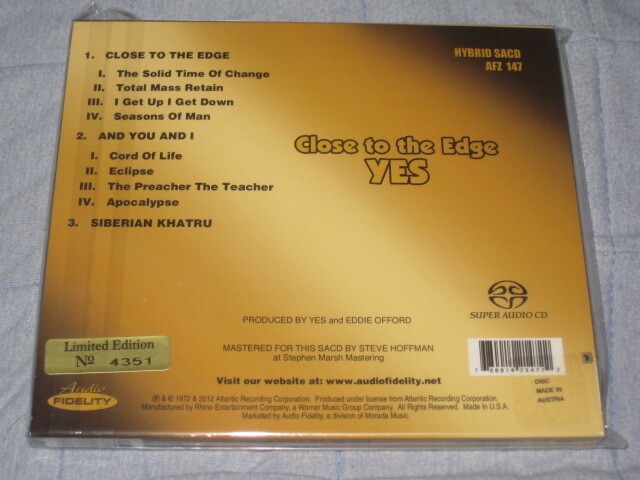 1. CLOSE TO THE EDGE
I. The Solid Time Of Change
II. Total Mass Retain
III. I Get Up I Get Down
IV. Seasons Of Man
2. AND YOU AND I
I. Cord Of Life
II. Eclipse
III. The Preacher The Teacher
IV. Apocalypse
3. SIBERIAN KHATRU
HYBRID SACD
AFZ 147
Close to the Edge
YES
SUPER AUDIO CD
PRODUCED BY YES and EDDIE OFFORD
MASTERED FOR THIS SACD BY STEVE HOFFMAN
at Stephen Marsh Mastering
Limited Edition
Nº 4351
Visit our website at: www.audiofidelity.net
DISC
MADE IN
AUSTRIA
Audio
FIDELITY
℗ & © 1972 & 2012 Atlantic Recording Corporation. Produced under license from Atlantic Recording Corporation.
Manufactured by Rhino Entertainment Company, a Warner Music Group Company. All Rights Reserved. Made In U.S.A.
Marketed by Audio Fidelity, a division of Morada Music.